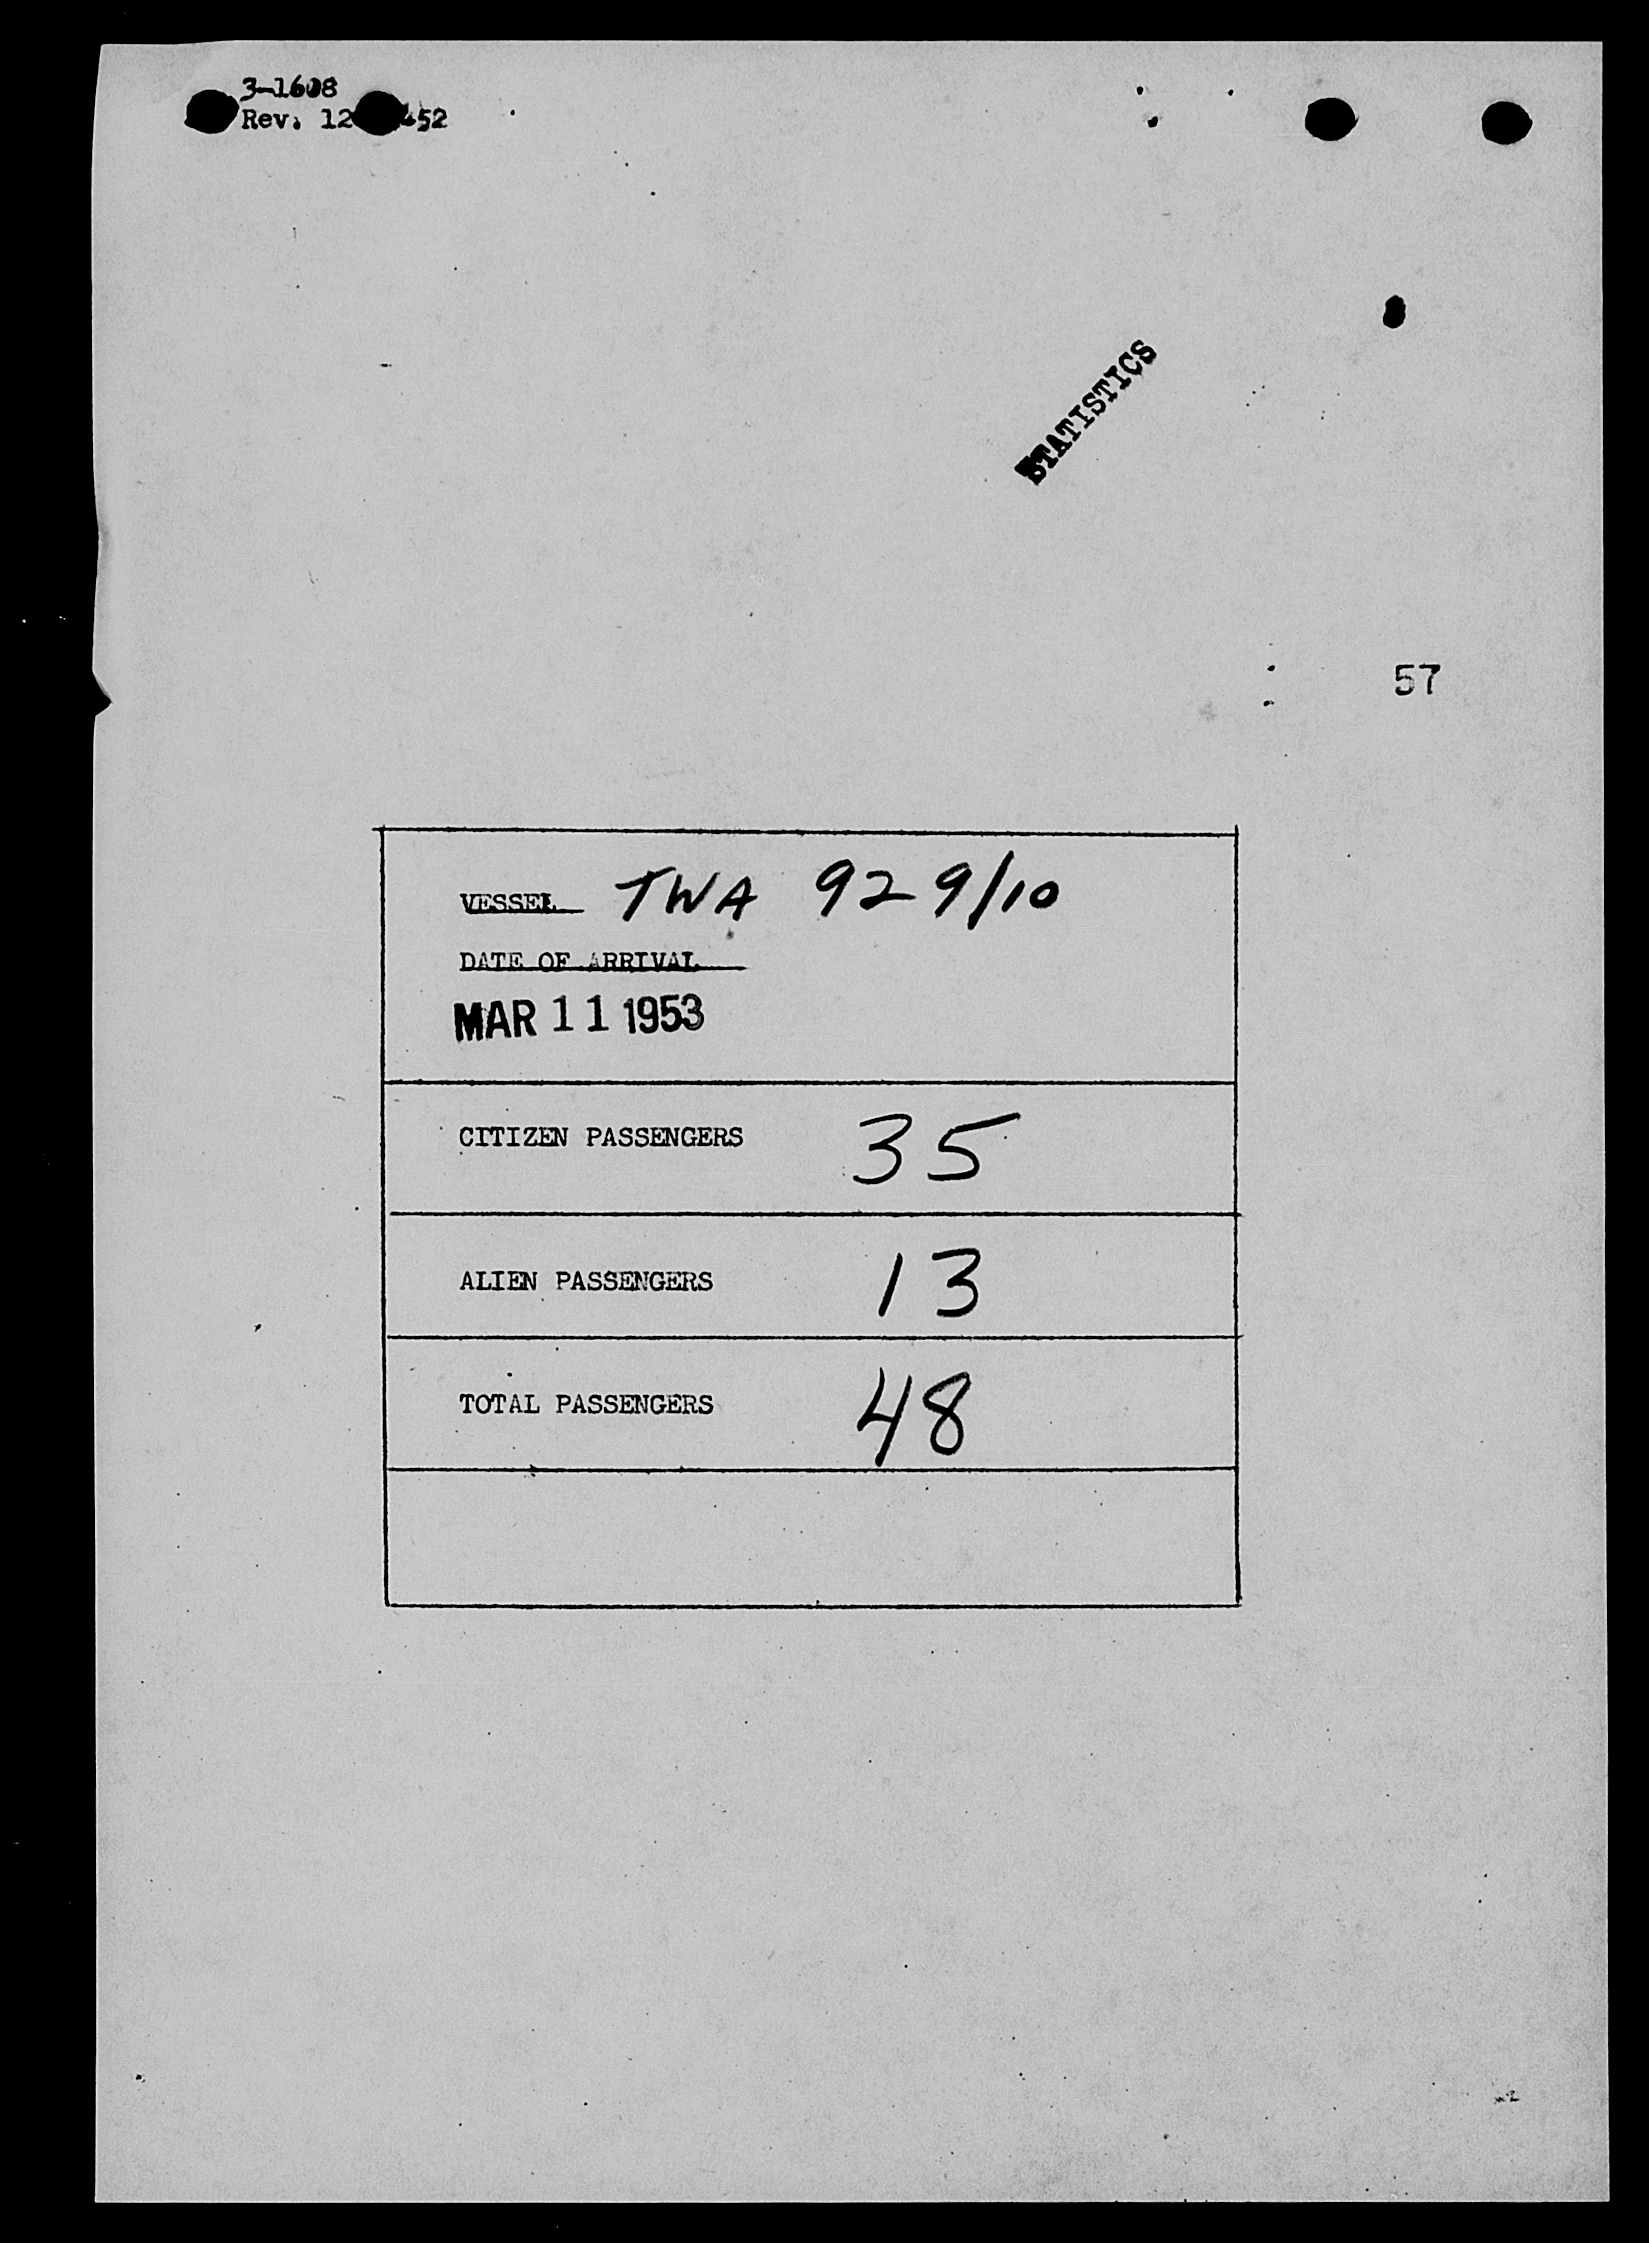 3-1608
Rev. 12 52
STATISTICS
57
VESSEL TWA 929/10
DATE OF ARRIVAL
MAR 11 1953
CITIZEN PASSENGERS 35
ALIEN PASSENGERS 13
TOTAL PASSENGERS 48